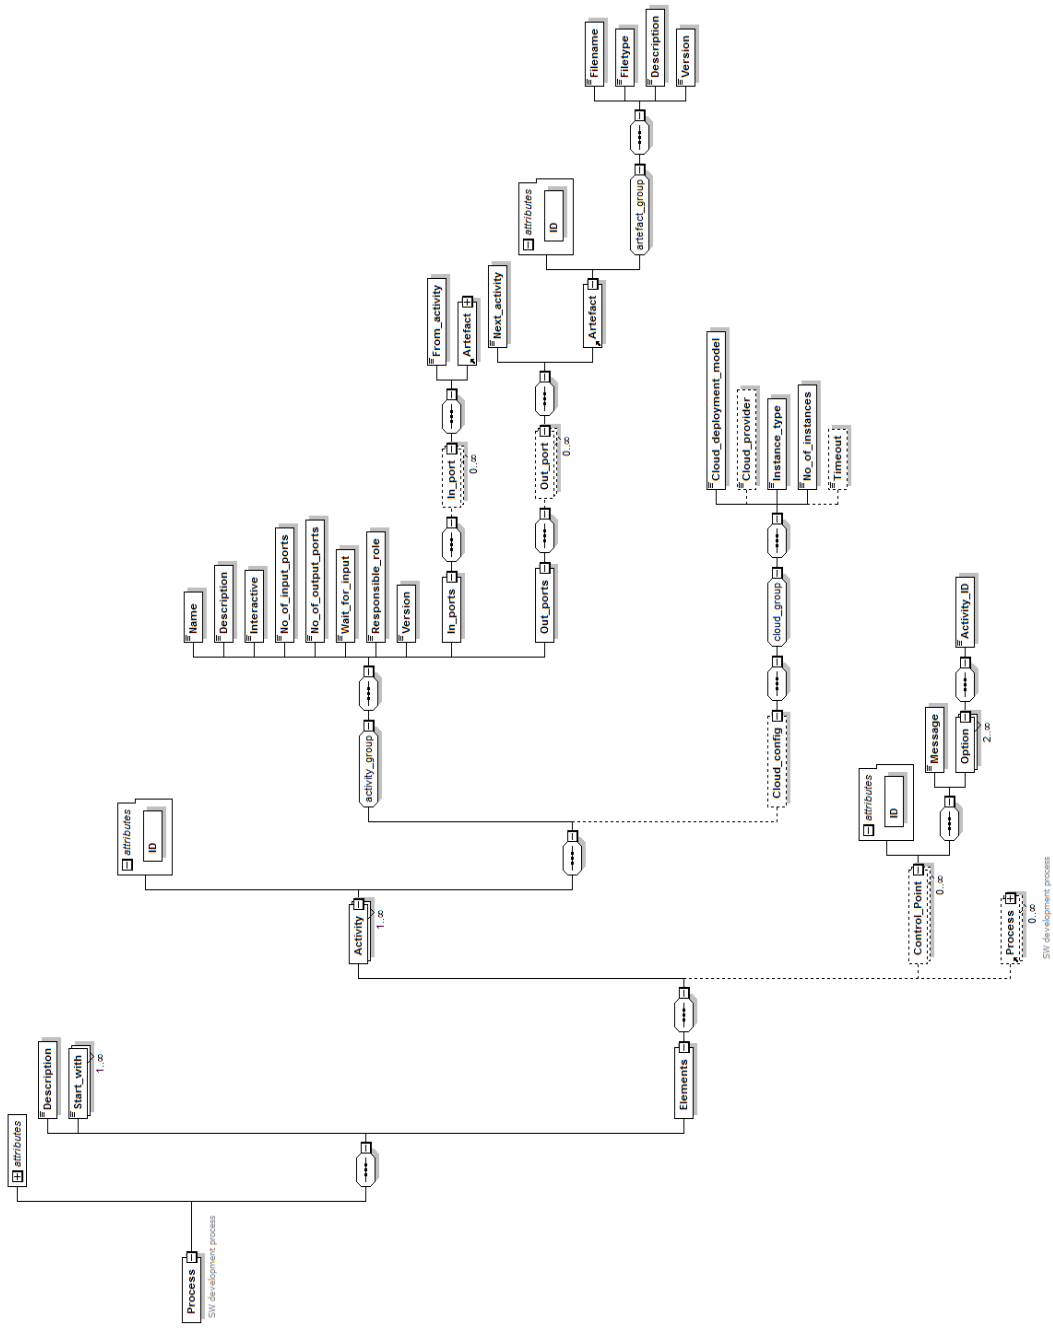 Process
SW development process
attributes
Description
Start_with
1..∞
Elements
Activity
1..∞
attributes
ID
activity_group
Name
Description
Interactive
No_of_input_ports
No_of_output_ports
Wait_for_input
Responsible_role
Version
In_ports
In_port
0..∞
From_activity
Artefact
Out_ports
Out_port
0..∞
Next_activity
Artefact
attributes
ID
artefact_group
Filename
Filetype
Description
Version
Cloud_config
cloud_group
Cloud_deployment_model
Cloud_provider
Instance_type
No_of_instances
Timeout
Control_Point
0..∞
attributes
ID
Message
Option
2..∞
Activity_ID
Process
0..∞
SW development process